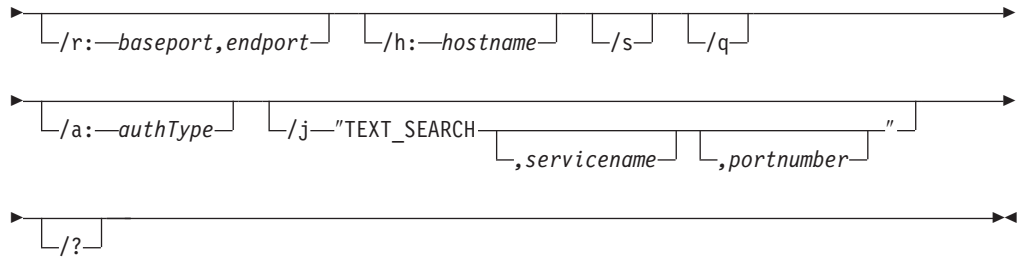 /r: baseport,endport /h: hostname /s /q
/a: authType /j "TEXT_SEARCH ,servicename ,portnumber "
/?